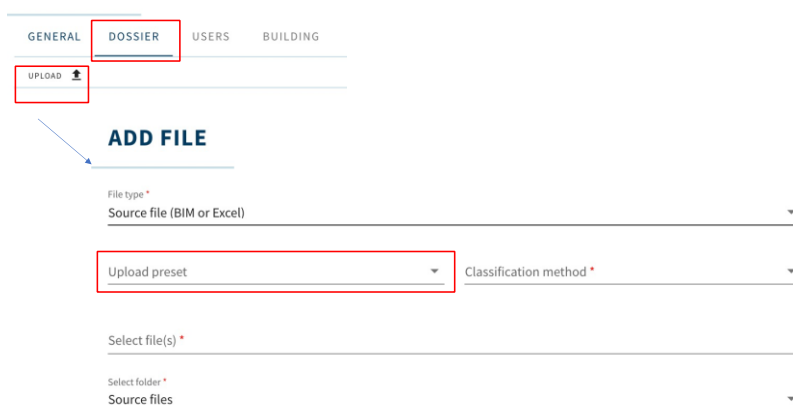 GENERAL DOSSIER USERS BUILDING
UPLOAD
ADD FILE
File type *
Source file (BIM or Excel)
Upload preset Classification method *
Select file(s) *
Select folder *
Source files